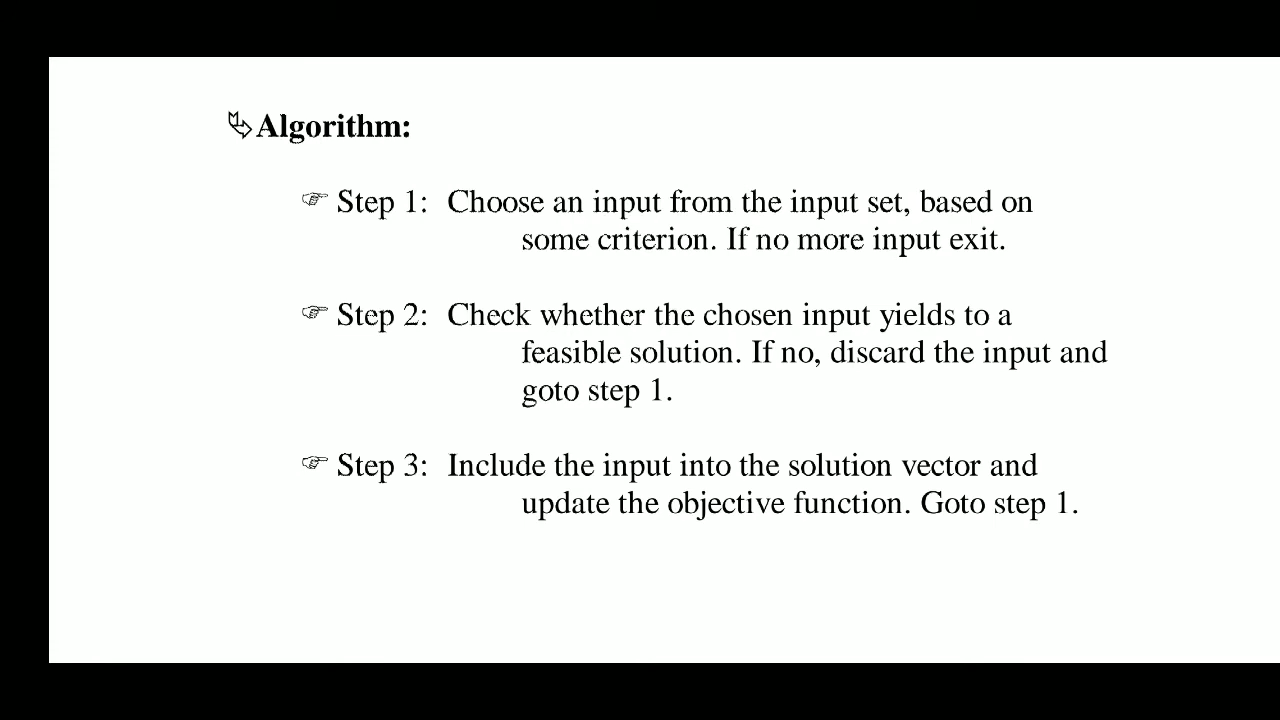 Algorithm:
Step 1: Choose an input from the input set, based on
some criterion. If no more input exit.
Step 2: Check whether the chosen input yields to a
feasible solution. If no, discard the input and
goto step 1.
Step 3: Include the input into the solution vector and
update the objective function. Goto step 1.